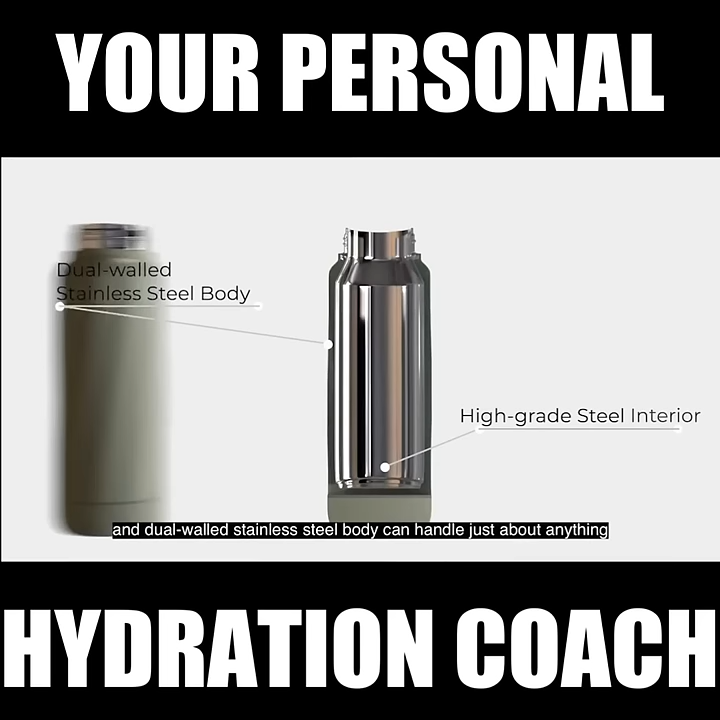 YOUR PERSONAL
Dual-walled
Stainless Steel Body
High-grade Steel Interior
and dual-walled stainless steel body can handle just about anything
HYDRATION COACH